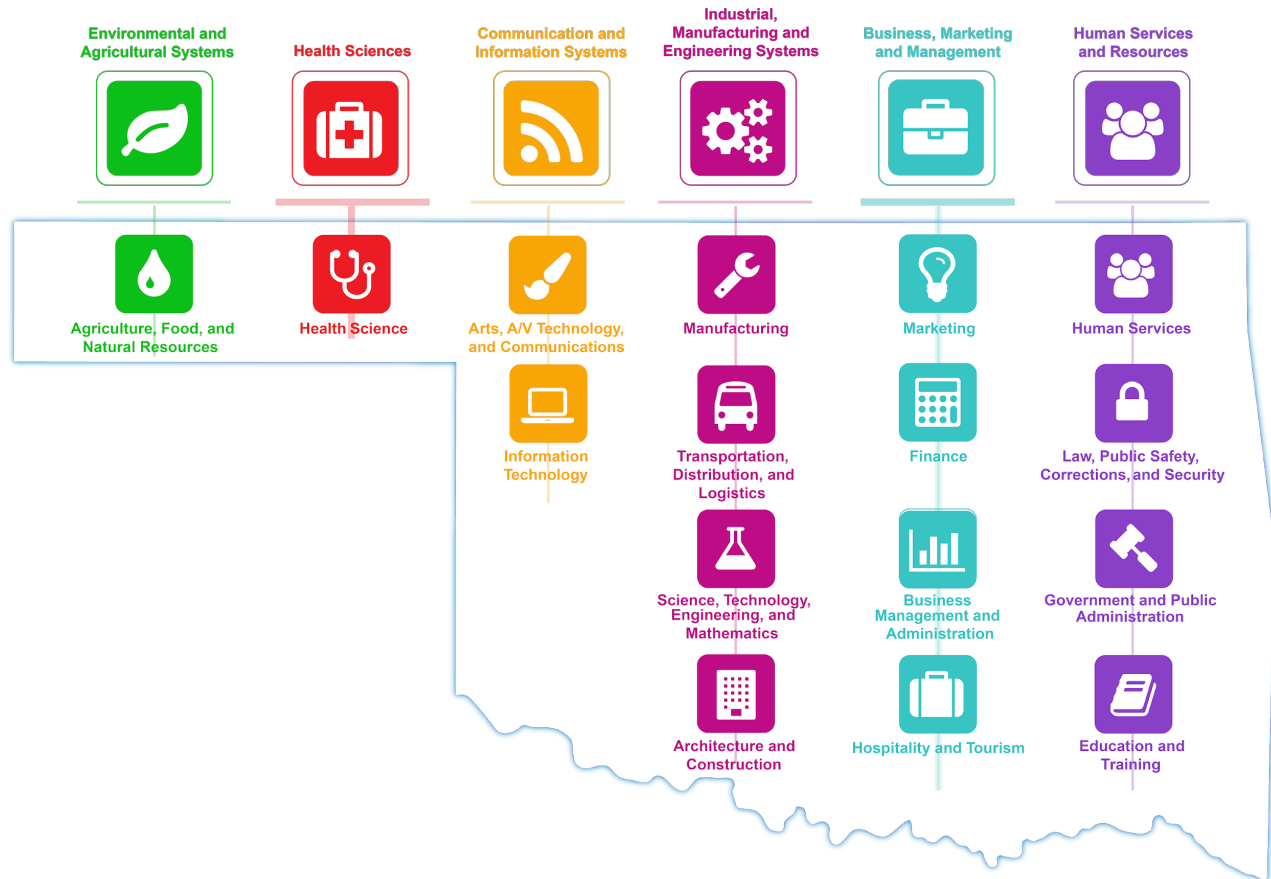 Environmental and
Agricultural Systems
Health Sciences
Communication and
Information Systems
Industrial,
Manufacturing and
Engineering Systems
Business, Marketing
and Management
Human Services
and Resources
Agriculture, Food, and
Natural Resources
Health Science
Arts, A/V Technology,
and Communications
Manufacturing
Marketing
Human Services
Information
Technology
Transportation,
Distribution, and
Logistics
Finance
Law, Public Safety,
Corrections, and Security
Science, Technology,
Engineering, and
Mathematics
Business
Management and
Administration
Government and Public
Administration
Architecture and
Construction
Hospitality and Tourism
Education and
Training